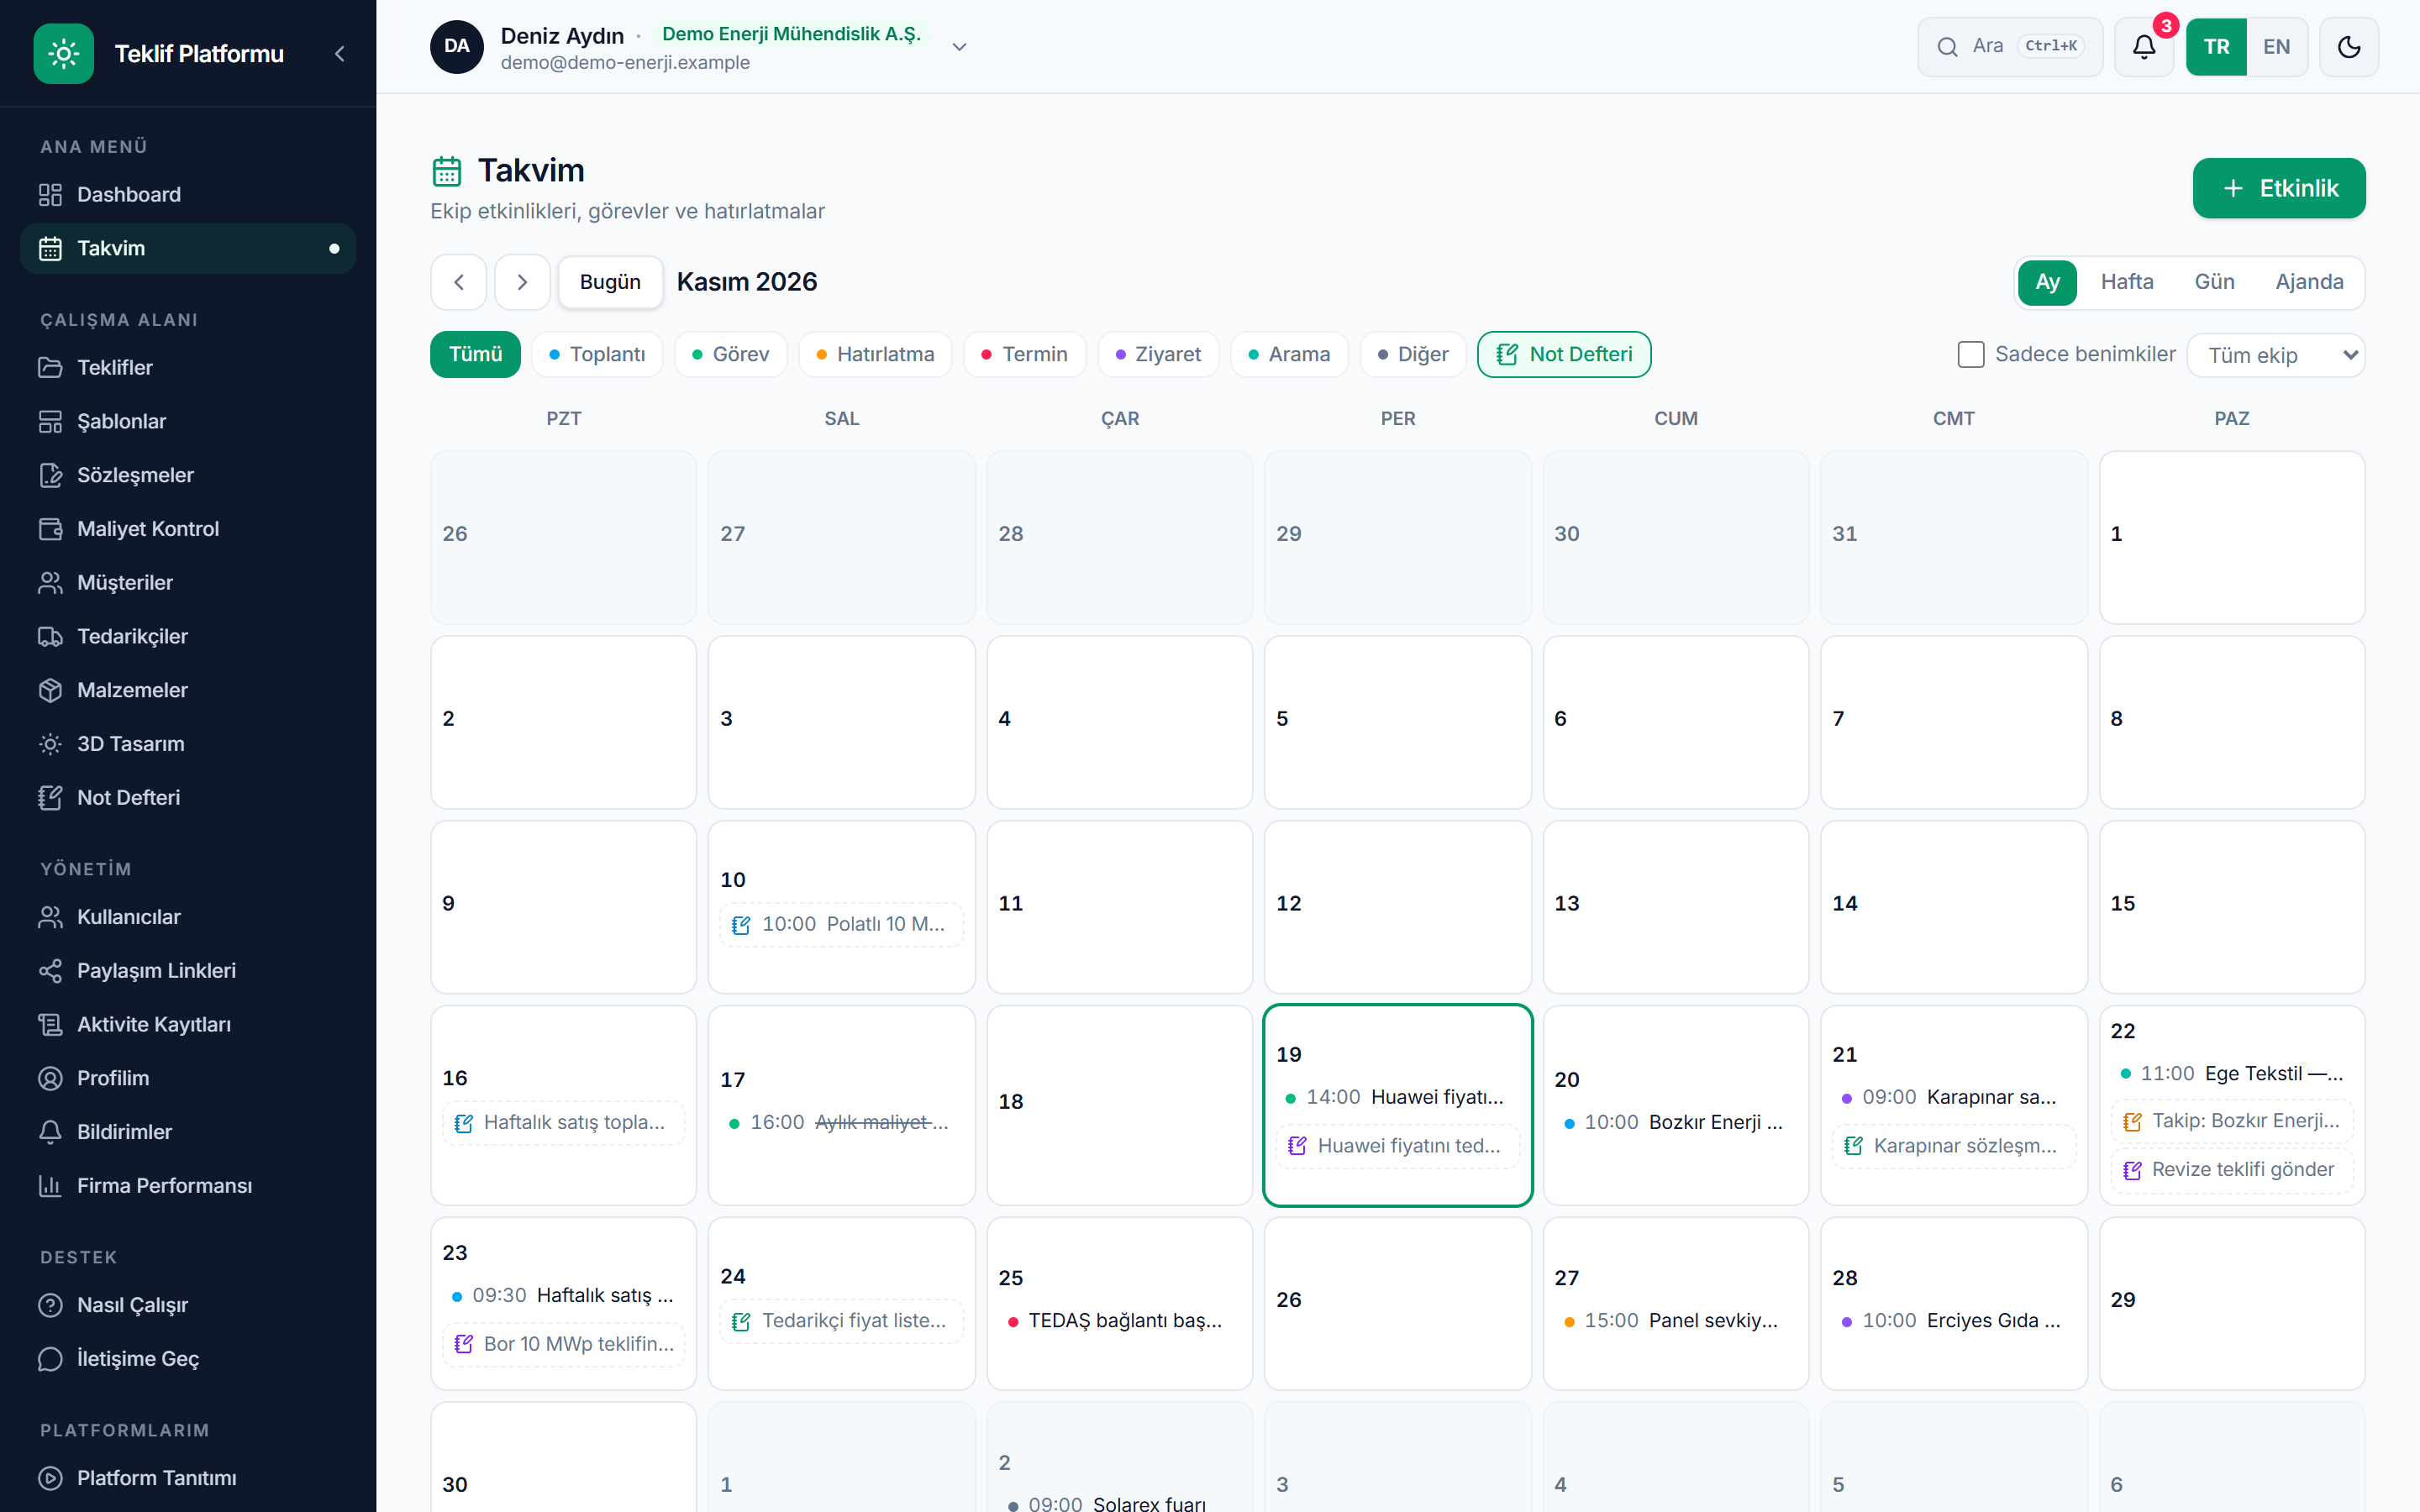 Teklif Platformu
ANA MENÜ
Dashboard
Takvim
ÇALIŞMA ALANI
Teklifler
Şablonlar
Sözleşmeler
Maliyet Kontrol
Müşteriler
Tedarikçiler
Malzemeler
3D Tasarım
Not Defteri
YÖNETİM
Kullanıcılar
Paylaşım Linkleri
Aktivite Kayıtları
Profilim
Bildirimler
Firma Performansı
DESTEK
Nasıl Çalışır
İletişime Geç
PLATFORMLARIM
Platform Tanıtımı
DA
Deniz Aydın · Demo Enerji Mühendislik A.Ş.
demo@demo-enerji.example
Ara Ctrl+K
3
TR EN
Takvim
Ekip etkinlikleri, görevler ve hatırlatmalar
+ Etkinlik
Bugün Kasım 2026
Ay Hafta Gün Ajanda
Tümü Toplantı Görev Hatırlatma Termin Ziyaret Arama Diğer Not Defteri
Sadece benimkiler Tüm ekip
PZT SAL ÇAR PER CUM CMT PAZ
26 27 28 29 30 31 1
2 3 4 5 6 7 8
9
10
10:00 Polatlı 10 M...
11 12 13 14 15
16
Haftalık satış topla...
17
16:00 Aylık maliyet ...
18
19
14:00 Huawei fiyatı...
Huawei fiyatını ted...
20
10:00 Bozkır Enerji ...
21
09:00 Karapınar sa...
Karapınar sözleşm...
22
11:00 Ege Tekstil —...
Takip: Bozkır Enerji...
Revize teklifi gönder
23
09:30 Haftalık satış ...
Bor 10 MWp teklifin...
24
Tedarikçi fiyat liste...
25
TEDAŞ bağlantı baş...
26
27
15:00 Panel sevkiy...
28
10:00 Erciyes Gıda ...
29
30
1
2
09:00 Solarex fuarı
3
4
5
6